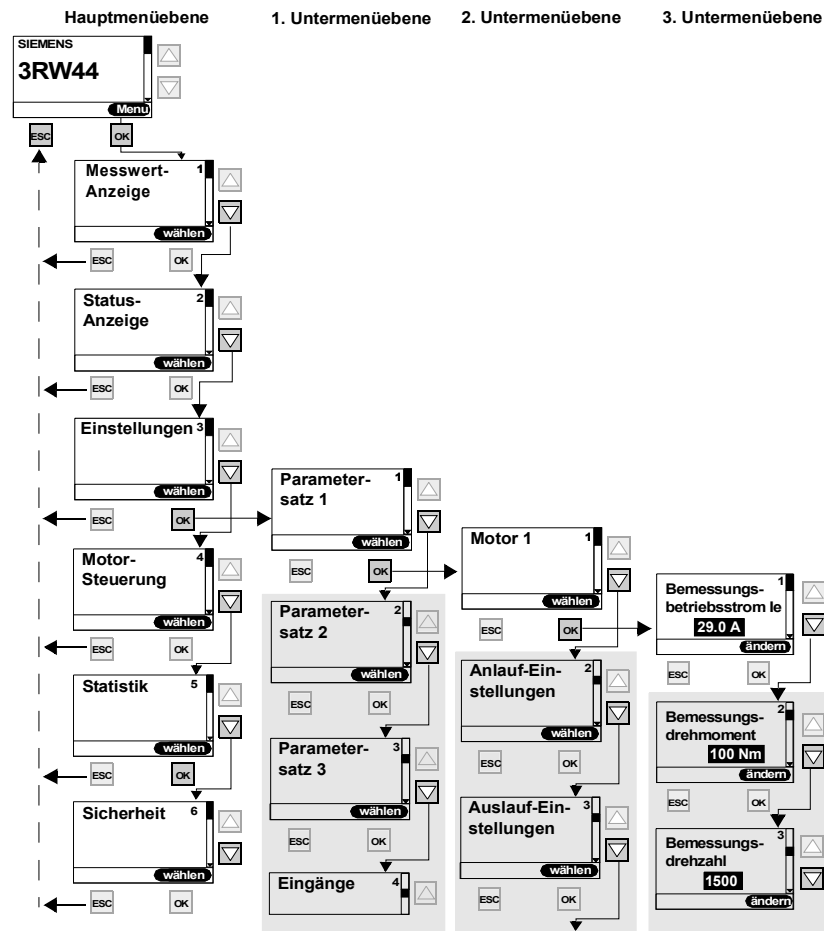 Hauptmenüebene
1. Untermenüebene
2. Untermenüebene
3. Untermenüebene
SIEMENS
3RW44
Menu
ESC
OK
Messwert-
Anzeige
1
wählen
ESC
OK
Status-
Anzeige
2
wählen
ESC
OK
Einstellungen
3
wählen
ESC
OK
Motor-
Steuerung
4
wählen
ESC
OK
Statistik
5
wählen
ESC
OK
Sicherheit
6
wählen
ESC
OK
Parameter-
satz 1
1
wählen
ESC
OK
Parameter-
satz 2
2
wählen
ESC
OK
Parameter-
satz 3
3
wählen
ESC
OK
Eingänge
4
Motor 1
1
wählen
ESC
OK
Anlauf-Ein-
stellungen
2
wählen
ESC
OK
Auslauf-Ein-
stellungen
3
wählen
ESC
OK
Bemessungs-
betriebsstrom Ie
1
29.0 A
ändern
ESC
OK
Bemessungs-
drehmoment
2
100 Nm
ändern
ESC
OK
Bemessungs-
drehzahl
3
1500
ändern